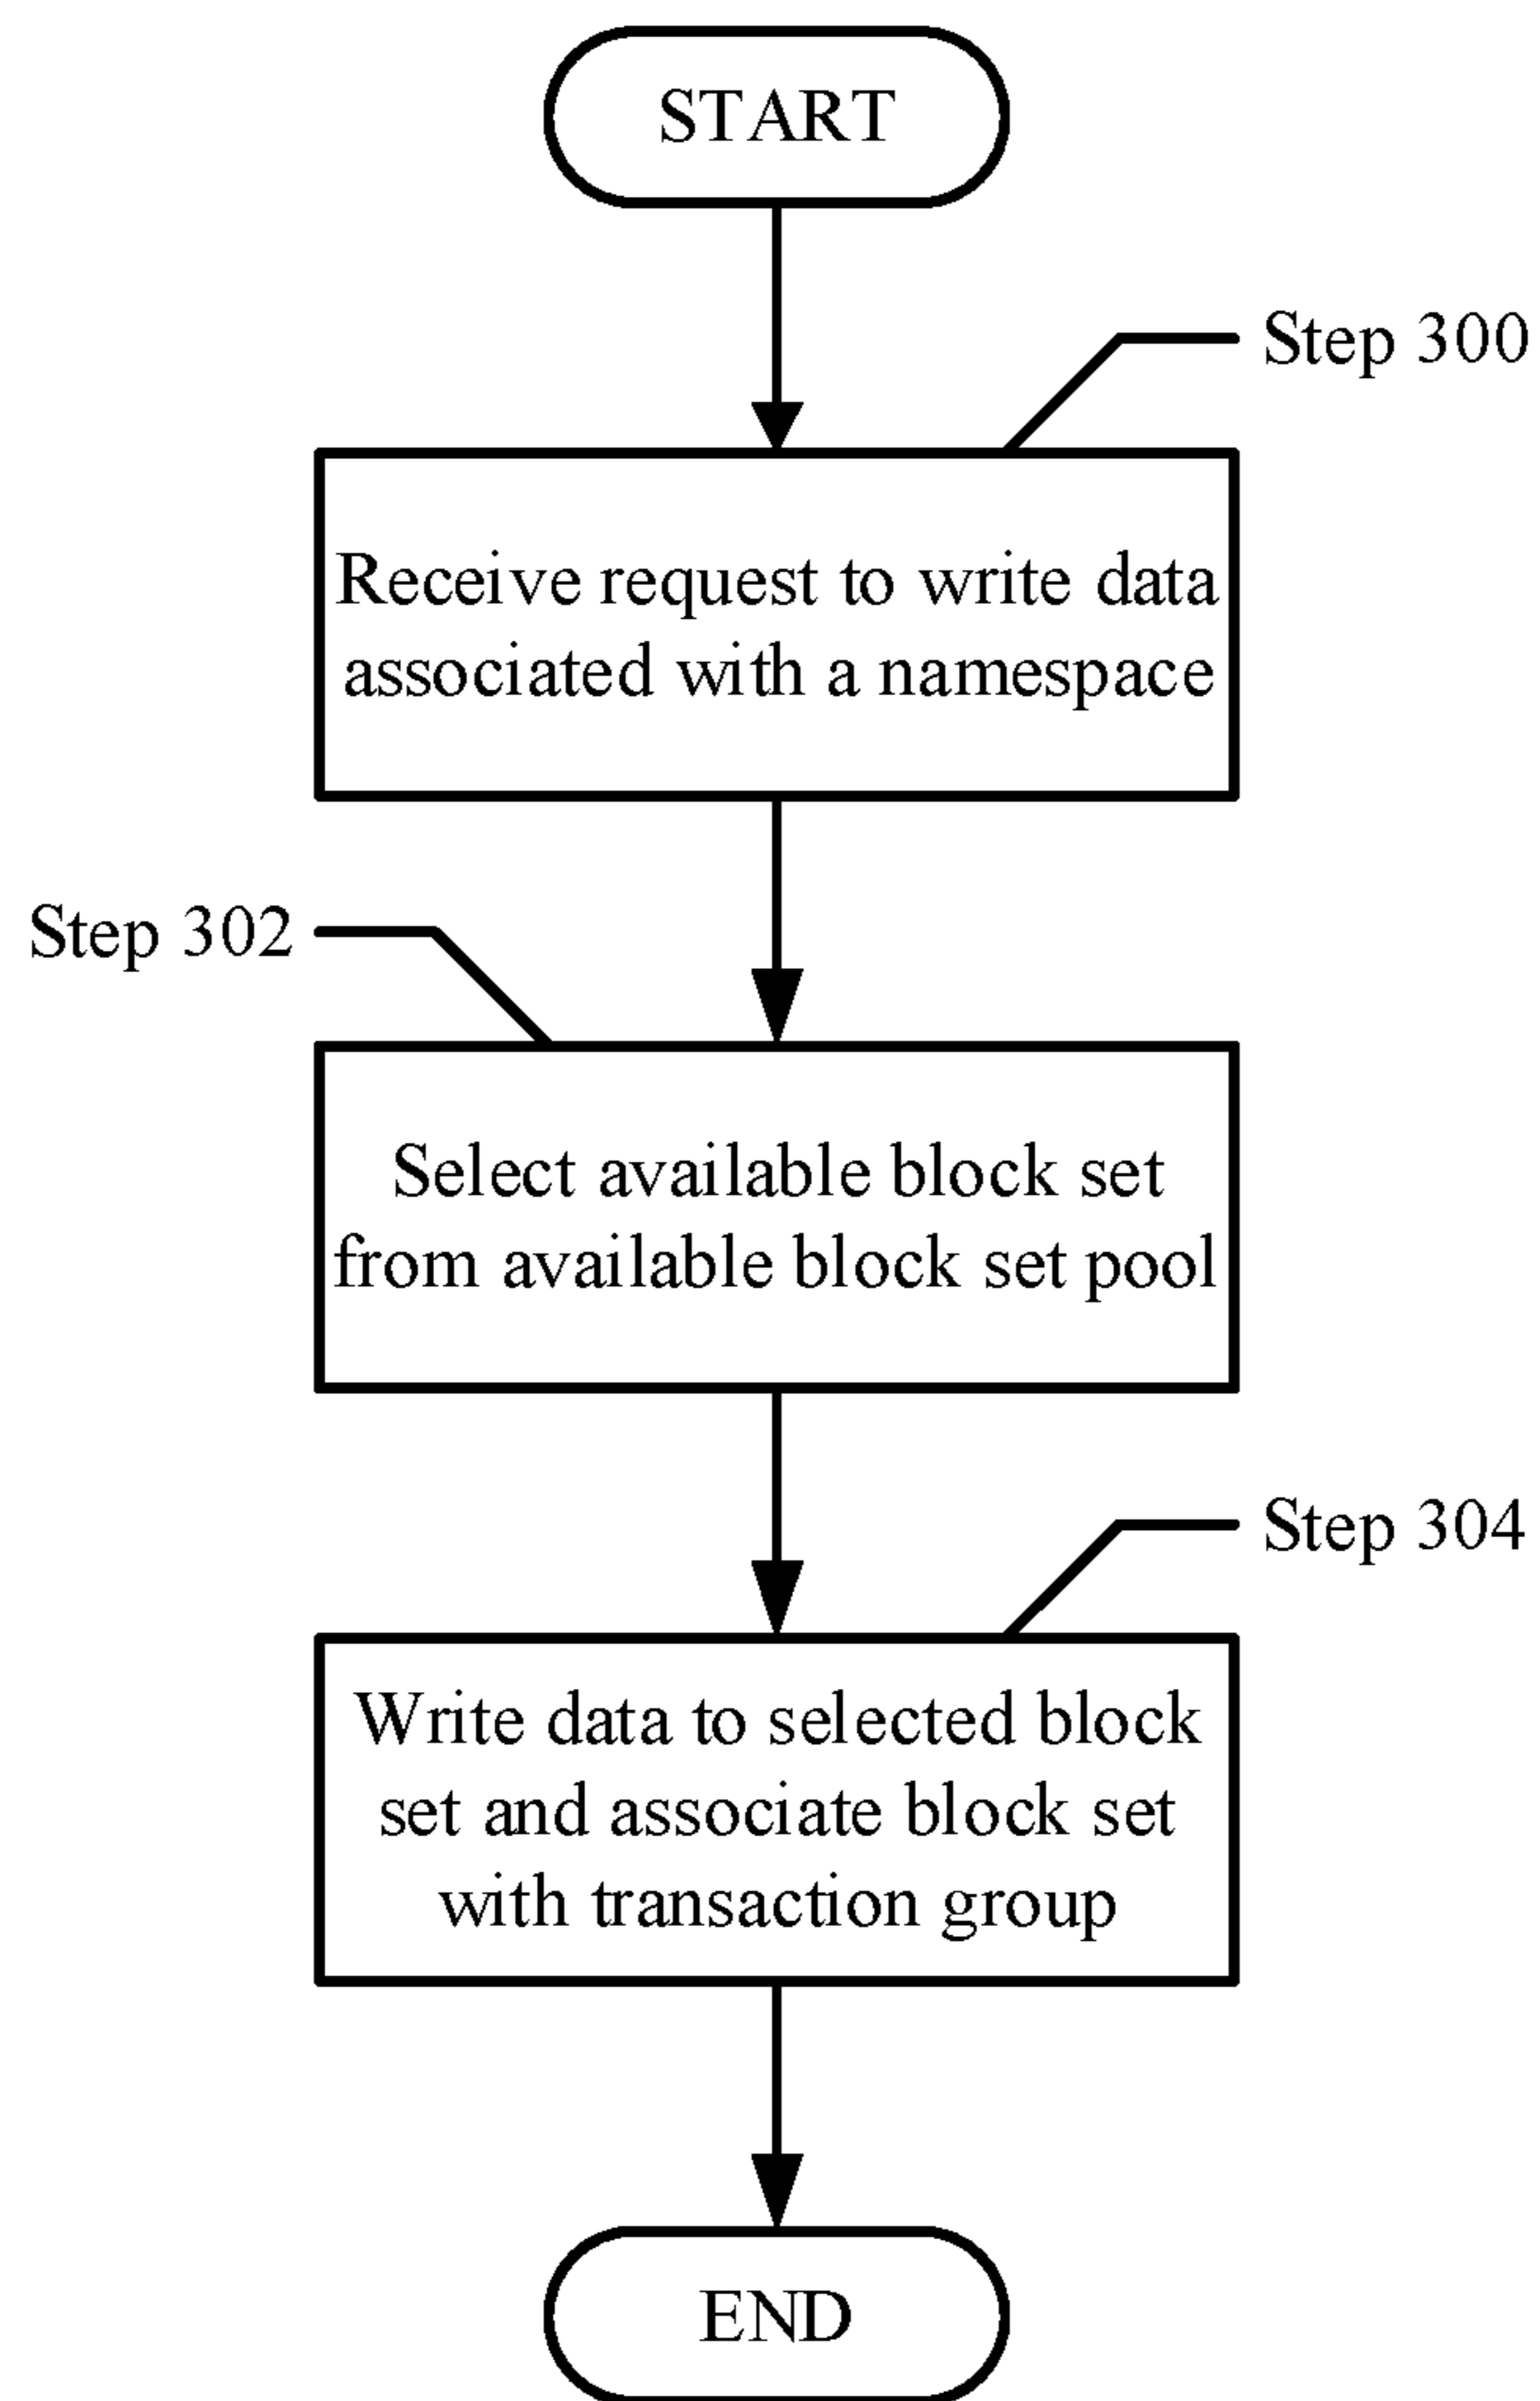 START
Step 300
Receive request to write data
associated with a namespace
Step 302
Select available block set
from available block set pool
Step 304
Write data to selected block
set and associate block set
with transaction group
END